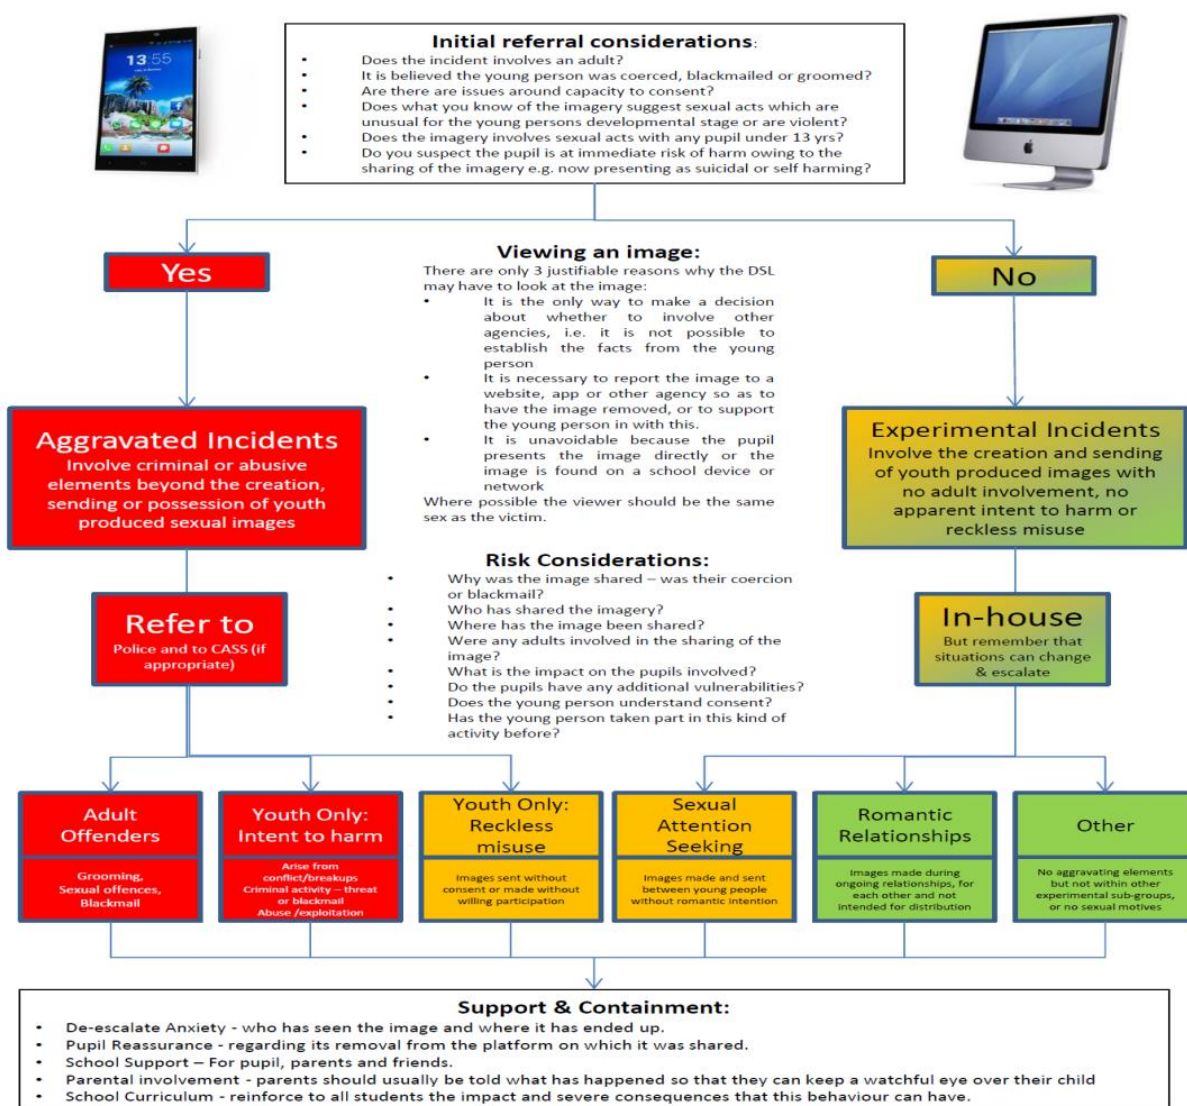 13:55
Initial referral considerations:
• Does the incident involves an adult?
• It is believed the young person was coerced, blackmailed or groomed?
• Are there are issues around capacity to consent?
• Does what you know of the imagery suggest sexual acts which are
unusual for the young persons developmental stage or are violent?
• Does the imagery involves sexual acts with any pupil under 13 yrs?
• Do you suspect the pupil is at immediate risk of harm owing to the
sharing of the imagery e.g. now presenting as suicidal or self harming?
Yes
No
Viewing an image:
There are only 3 justifiable reasons why the DSL
may have to look at the image:
• It is the only way to make a decision
about whether to involve other
agencies, i.e. it is not possible to
establish the facts from the young
person
• It is necessary to report the image to a
website, app or other agency so as to
have the image removed, or to support
the young person in with this.
• It is unavoidable because the pupil
presents the image directly or the
image is found on a school device or
network
Where possible the viewer should be the same
sex as the victim.
Aggravated Incidents
Involve criminal or abusive
elements beyond the creation,
sending or possession of youth
produced sexual images
Experimental Incidents
Involve the creation and sending
of youth produced images with
no adult involvement, no
apparent intent to harm or
reckless misuse
Risk Considerations:
• Why was the image shared – was their coercion
or blackmail?
• Who has shared the imagery?
• Where has the image been shared?
• Were any adults involved in the sharing of the
image?
• What is the impact on the pupils involved?
• Do the pupils have any additional vulnerabilities?
• Does the young person understand consent?
• Has the young person taken part in this kind of
activity before?
Refer to
Police and to CASS (if
appropriate)
In-house
But remember that
situations can change
& escalate
Adult
Offenders
Grooming,
Sexual offences,
Blackmail
Youth Only:
Intent to harm
Arise from
conflict/breakups
Criminal activity – threat
or blackmail
Abuse /exploitation
Youth Only:
Reckless
misuse
Images sent without
consent or made without
willing participation
Sexual
Attention
Seeking
Images made and sent
between young people
without romantic intention
Romantic
Relationships
Images made during
ongoing relationships, for
each other and not
intended for distribution
Other
No aggravating elements
but not within other
experimental sub-groups,
or no sexual motives
Support & Containment:
• De-escalate Anxiety - who has seen the image and where it has ended up.
• Pupil Reassurance - regarding its removal from the platform on which it was shared.
• School Support – For pupil, parents and friends.
• Parental involvement - parents should usually be told what has happened so that they can keep a watchful eye over their child
• School Curriculum - reinforce to all students the impact and severe consequences that this behaviour can have.